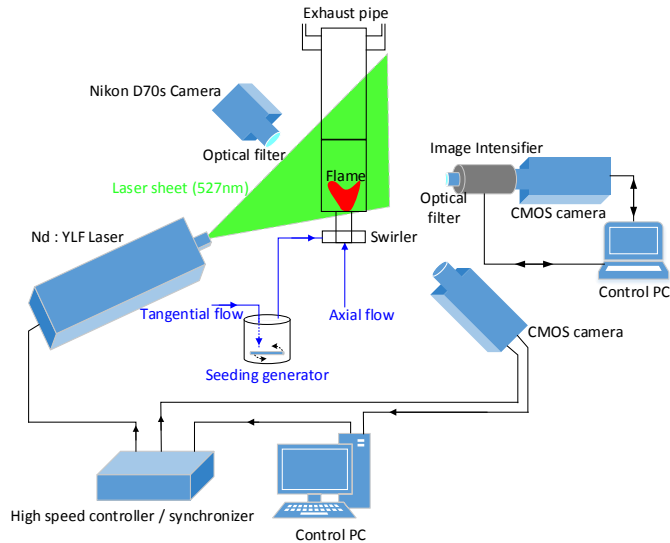 Exhaust pipe
Nikon D70s Camera
Optical filter
Image Intensifier
Flame
Laser sheet (527nm)
Optical
filter
CMOS camera
Nd : YLF Laser
Swirler
Control PC
Tangential flow
Axial flow
CMOS camera
Seeding generator
High speed controller / synchronizer
Control PC